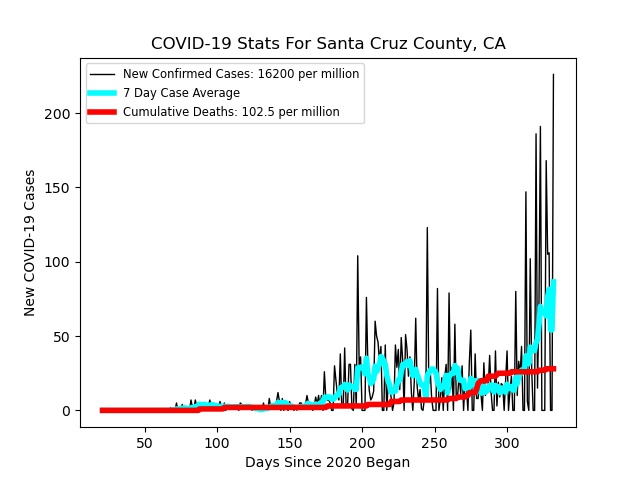 COVID-19 Stats For Santa Cruz County, CA
New Confirmed Cases: 16200 per million
7 Day Case Average
Cumulative Deaths: 102.5 per million
New COVID-19 Cases
200
150
100
50
0
50 100 150 200 250 300
Days Since 2020 Began